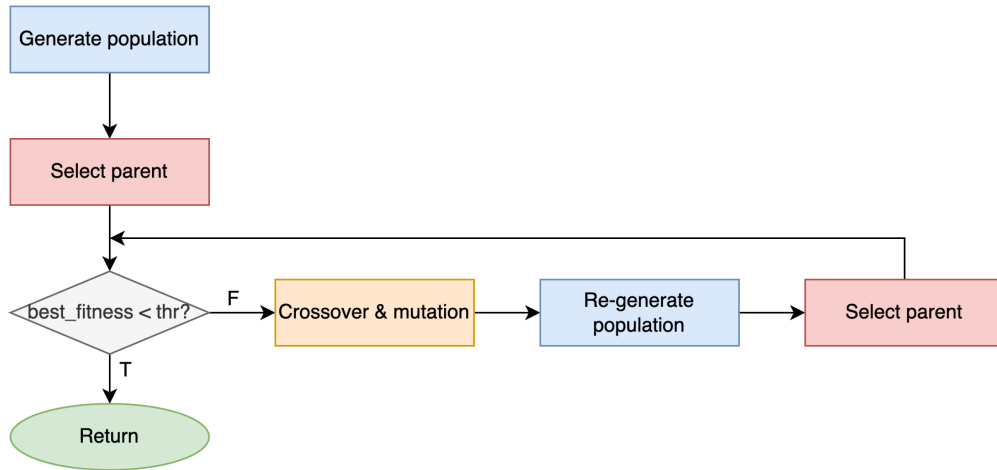 Generate population
Select parent
best_fitness < thr?
F
Crossover & mutation
Re-generate
population
Select parent
T
Return